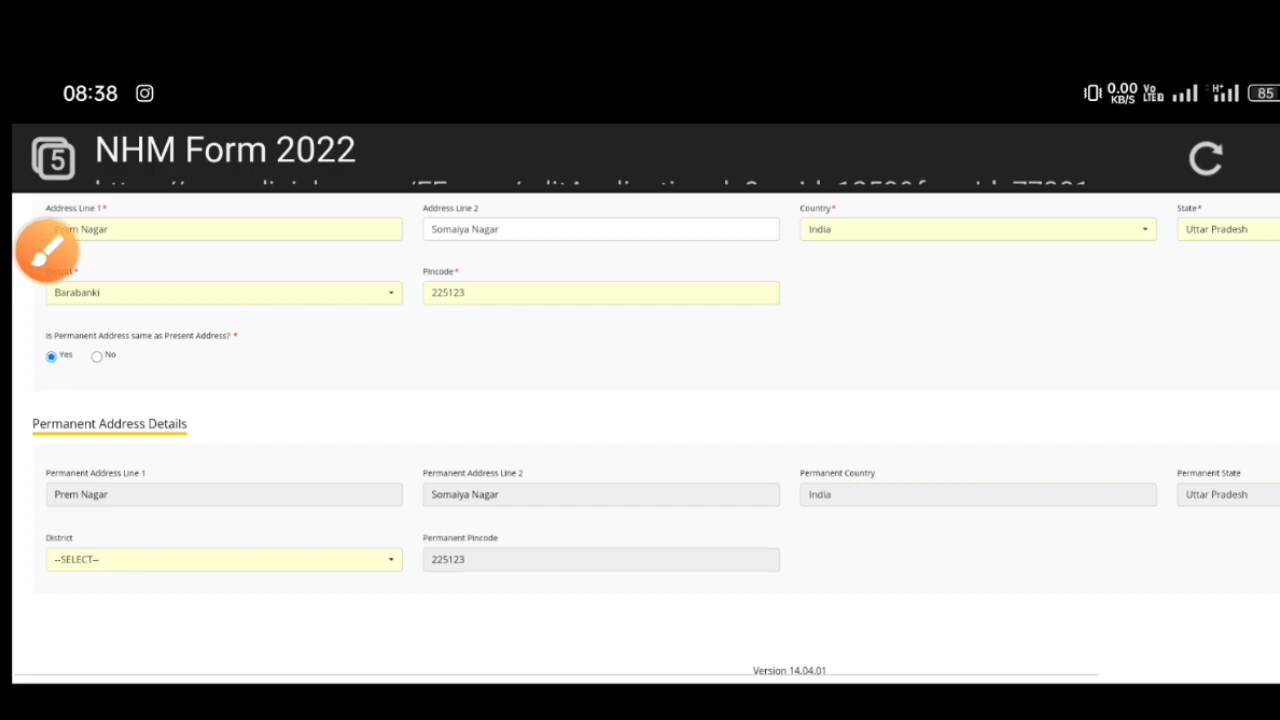 08:38 0.00 KB/S Vo LTE H+ 85
5 NHM Form 2022
Address Line 1* Address Line 2 Country* State*
Nagar Somaiya Nagar India Uttar Pradesh
Pincode*
Barabanki 225123
Is Permanent Address same as Present Address? *
Yes No
Permanent Address Details
Permanent Address Line 1 Permanent Address Line 2 Permanent Country Permanent State
Prem Nagar Somaiya Nagar India Uttar Pradesh
District Permanent Pincode
--SELECT-- 225123
Version 14.04.01